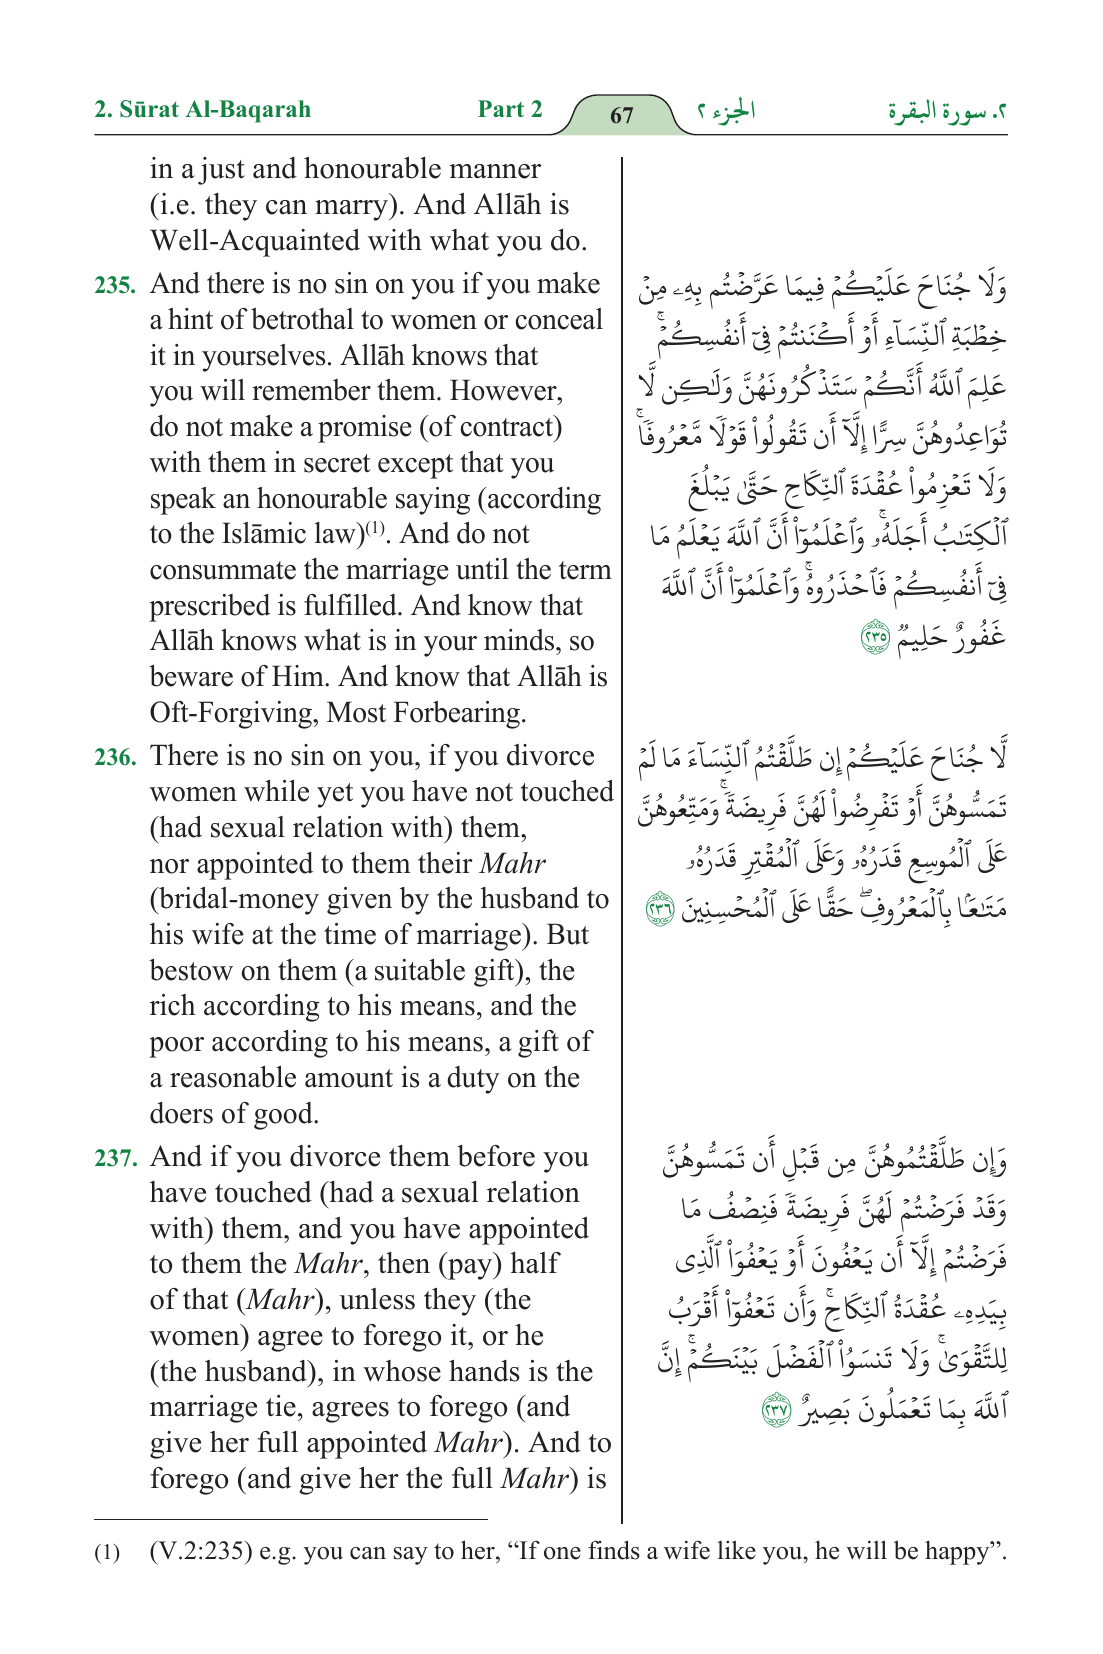 2. Sūrat Al-Baqarah Part 2 67 الجزء ٢ ٢. سورة البقرة
in a just and honourable manner
(i.e. they can marry). And Allāh is
Well-Acquainted with what you do.
235. And there is no sin on you if you make
a hint of betrothal to women or conceal
it in yourselves. Allāh knows that
you will remember them. However,
do not make a promise (of contract)
with them in secret except that you
speak an honourable saying (according
to the Islāmic law)(1). And do not
consummate the marriage until the term
prescribed is fulfilled. And know that
Allāh knows what is in your minds, so
beware of Him. And know that Allāh is
Oft-Forgiving, Most Forbearing.
وَلَا جُنَاحَ عَلَيْكُمْ فِيمَا عَرَّضْتُم بِهِۦ مِنْ
خِطْبَةِ ٱلنِّسَآءِ أَوْ أَكْنَنتُمْ فِىٓ أَنفُسِكُمْ ۚ
عَلِمَ ٱللَّهُ أَنَّكُمْ سَتَذْكُرُونَهُنَّ وَلَـٰكِن لَّا
تُوَاعِدُوهُنَّ سِرًّا إِلَّآ أَن تَقُولُوا۟ قَوْلًا مَّعْرُوفًا ۚ
وَلَا تَعْزِمُوا۟ عُقْدَةَ ٱلنِّكَاحِ حَتَّىٰ يَبْلُغَ
ٱلْكِتَـٰبُ أَجَلَهُۥ ۚ وَٱعْلَمُوٓا۟ أَنَّ ٱللَّهَ يَعْلَمُ مَا
فِىٓ أَنفُسِكُمْ فَٱحْذَرُوهُ ۚ وَٱعْلَمُوٓا۟ أَنَّ ٱللَّهَ
غَفُورٌ حَلِيمٌ ٢٣٥
236. There is no sin on you, if you divorce
women while yet you have not touched
(had sexual relation with) them,
nor appointed to them their Mahr
(bridal-money given by the husband to
his wife at the time of marriage). But
bestow on them (a suitable gift), the
rich according to his means, and the
poor according to his means, a gift of
a reasonable amount is a duty on the
doers of good.
لَّا جُنَاحَ عَلَيْكُمْ إِن طَلَّقْتُمُ ٱلنِّسَآءَ مَا لَمْ
تَمَسُّوهُنَّ أَوْ تَفْرِضُوا۟ لَهُنَّ فَرِيضَةً ۚ وَمَتِّعُوهُنَّ
عَلَى ٱلْمُوسِعِ قَدَرُهُۥ وَعَلَى ٱلْمُقْتِرِ قَدَرُهُۥ
مَتَـٰعًۢا بِٱلْمَعْرُوفِ ۖ حَقًّا عَلَى ٱلْمُحْسِنِينَ ٢٣٦
237. And if you divorce them before you
have touched (had a sexual relation
with) them, and you have appointed
to them the Mahr, then (pay) half
of that (Mahr), unless they (the
women) agree to forego it, or he
(the husband), in whose hands is the
marriage tie, agrees to forego (and
give her full appointed Mahr). And to
forego (and give her the full Mahr) is
وَإِن طَلَّقْتُمُوهُنَّ مِن قَبْلِ أَن تَمَسُّوهُنَّ
وَقَدْ فَرَضْتُمْ لَهُنَّ فَرِيضَةً فَنِصْفُ مَا
فَرَضْتُمْ إِلَّآ أَن يَعْفُونَ أَوْ يَعْفُوَا۟ ٱلَّذِى
بِيَدِهِۦ عُقْدَةُ ٱلنِّكَاحِ ۚ وَأَن تَعْفُوٓا۟ أَقْرَبُ
لِلتَّقْوَىٰ ۚ وَلَا تَنسَوُا۟ ٱلْفَضْلَ بَيْنَكُمْ ۚ إِنَّ
ٱللَّهَ بِمَا تَعْمَلُونَ بَصِيرٌ ٢٣٧
(1) (V.2:235) e.g. you can say to her, “If one finds a wife like you, he will be happy”.